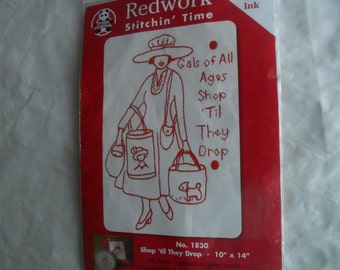 Redwork
Ink
Stitchin' Time
Gals of All
Ages
Shop
'Til
They
Drop
No. 1830
Shop 'til They Drop - 10" x 14"